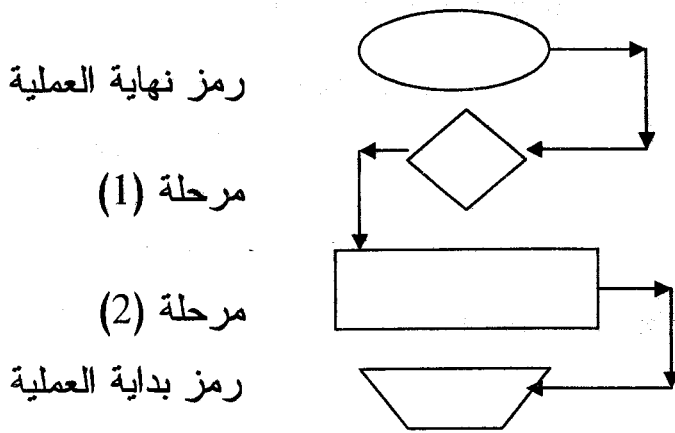 رمز نهاية العملية
مرحلة (1)
مرحلة (2)
رمز بداية العملية